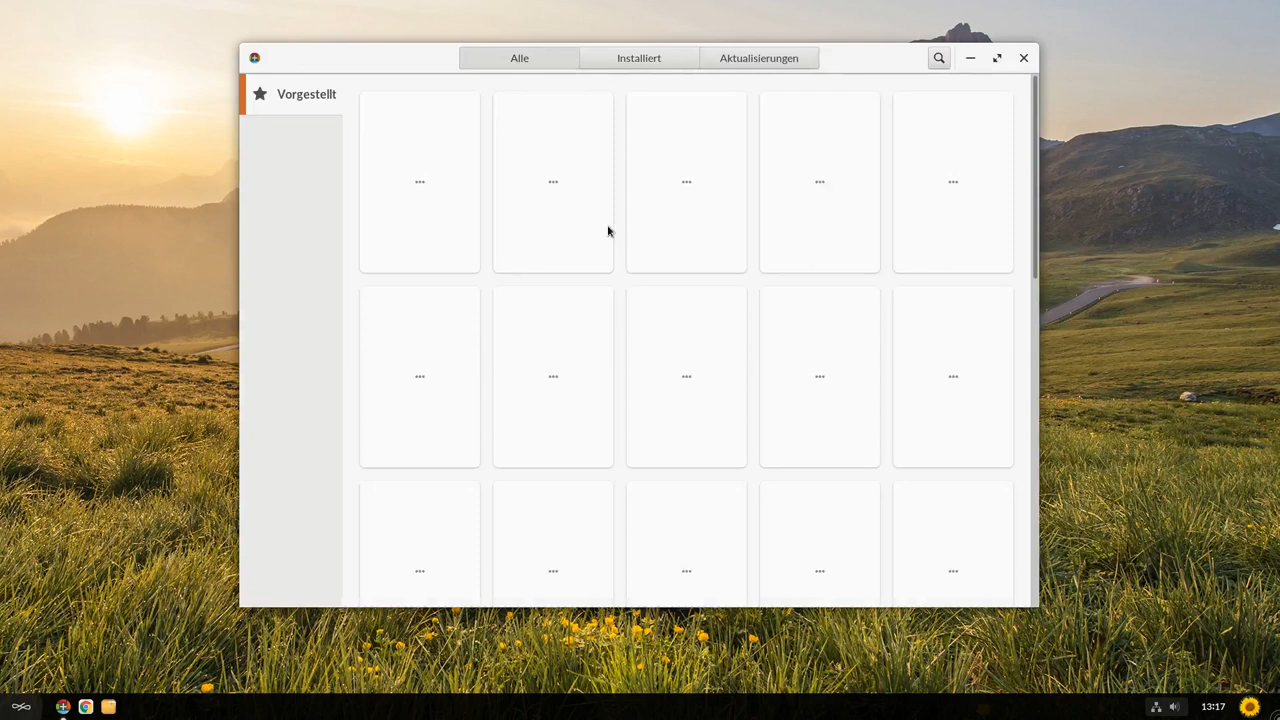 Alle
Installiert
Aktualisierungen
Vorgestellt
13:17